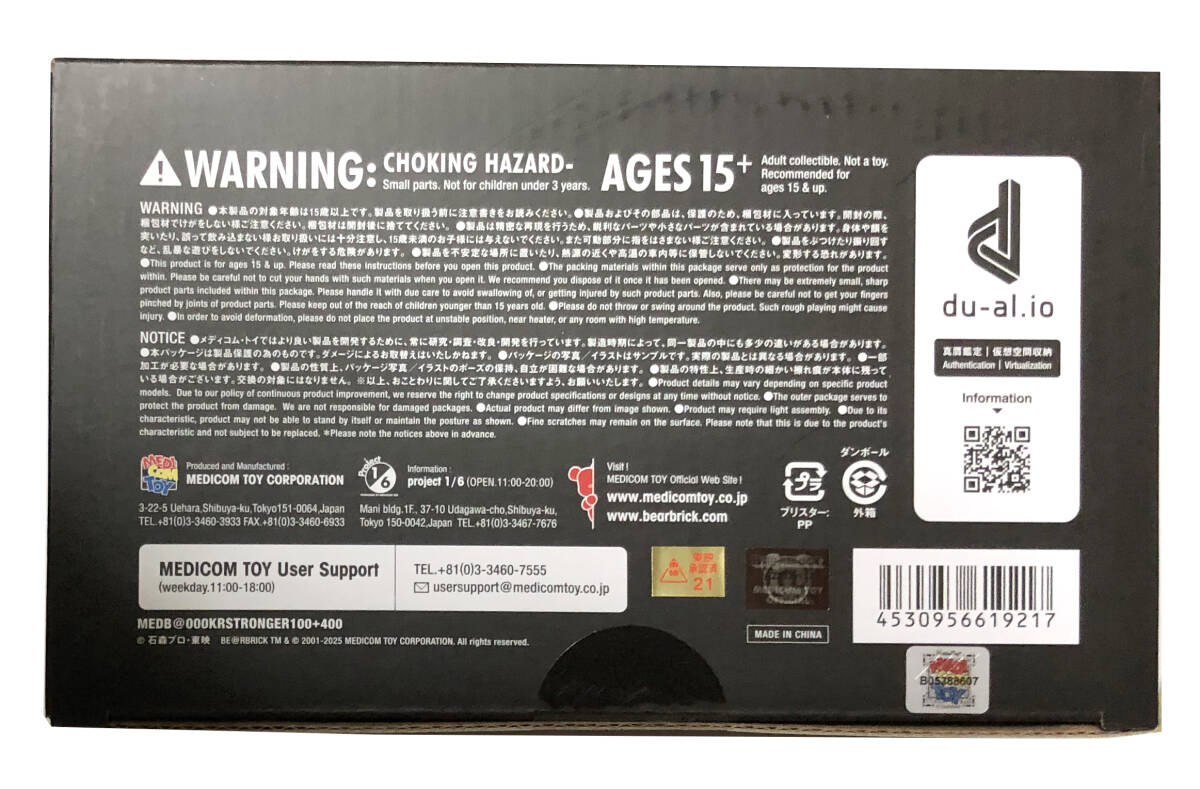 WARNING: CHOKING HAZARD-
Small parts. Not for children under 3 years.
AGES 15+
Adult collectible. Not a toy.
Recommended for
ages 15 & up.
WARNING ●本製品の対象年齢は15歳以上です。製品を取り扱う前に注意書きをお読みください。●製品およびその部品は、保護のため、梱包材に入っています。開封の際、
梱包材でけがをしない様ご注意ください。梱包材は開封後に捨ててください。●製品は精密な再現を行うため、鋭利なパーツや小さなパーツが含まれている場合があります。身体や顔を
突いたり、誤って飲み込まない様お取り扱いには十分注意し、15歳未満のお子様には与えないでください。また可動部分に指をはさまない様ご注意ください。●製品をぶつけたり振り回す
など、乱暴な遊びをしないでください。けがをする危険があります。●製品を不安定な場所に置いたり、熱源の近くや高温の車内等に保管しないでください。変形する恐れがあります。
●This product is for ages 15 & up. Please read these instructions before you open this product. ●The packing materials within this package serve only as protection for the product
within. Please be careful not to cut your hands with such materials when you open it. We recommend you dispose of it once it has been opened. ●There may be extremely small, sharp
product parts included within this package. Please handle it with due care to avoid swallowing of, or getting injured by such product parts. Also, please be careful not to get your fingers
pinched by joints of product parts. Please keep out of the reach of children younger than 15 years old. ●Please do not throw or swing around the product. Such rough playing might cause
injury. ●In order to avoid deformation, please do not place the product at unstable position, near heater, or any room with high temperature.
NOTICE ●メディコム・トイではより良い製品を開発するために、常に研究・調査・改良・開発を行っています。製造時期によって、同一製品の中にも多少の違いがある場合があります。
●本パッケージは製品保護の為のものです。ダメージによるお取替えはいたしかねます。●パッケージの写真/イラストはサンプルです。実際の製品とは異なる場合があります。●一部
加工が必要な場合があります。●製品の性質上、パッケージ写真/イラストのポーズの保持、自立が困難な場合があります。●製品の特性上、生産時の細かい擦れ痕が本体に残って
いる場合がございます。交換の対象にはなりません。※以上、おことわりに関してご了承くださいますよう、お願いいたします。●Product details may vary depending on specific product
models. Due to our policy of continuous product improvement, we reserve the right to change product specifications or designs at any time without notice. ●The outer package serves to
protect the product from damage. We are not responsible for damaged packages. ●Actual product may differ from image shown. ●Product may require light assembly. ●Due to its
characteristic, product may not be able to stand by itself or maintain the posture as shown. ●Fine scratches may remain on the surface. Please note that this is due to the product's
characteristic and not subject to be replaced. *Please note the notices above in advance.
MEDI
COM
TOY
Produced and Manufactured :
MEDICOM TOY CORPORATION
3-22-5 Uehara,Shibuya-ku,Tokyo151-0064,Japan
TEL.+81(0)3-3460-3933 FAX.+81(0)3-3460-6933
Project
1/6
Information :
project 1/6 (OPEN.11:00-20:00)
Mani bldg.1F., 37-10 Udagawa-cho,Shibuya-ku,
Tokyo 150-0042,Japan TEL.+81(0)3-3467-7676
Visit !
MEDICOM TOY Official Web Site !
www.medicomtoy.co.jp
www.bearbrick.com
プラ
ブリスター:
PP
ダンボール
外箱
du-al.io
真贋鑑定 | 仮想空間収納
Authentication | Virtualization
Information
MEDICOM TOY User Support
(weekday.11:00-18:00)
TEL.+81(0)3-3460-7555
usersupport@medicomtoy.co.jp
東映
承認済
21
MEDICOM TOY
MADE IN CHINA
4530956619217
MEDB@000KRSTRONGER100+400
© 石森プロ・東映 BE@RBRICK TM & © 2001-2025 MEDICOM TOY CORPORATION. All rights reserved.
B05788607